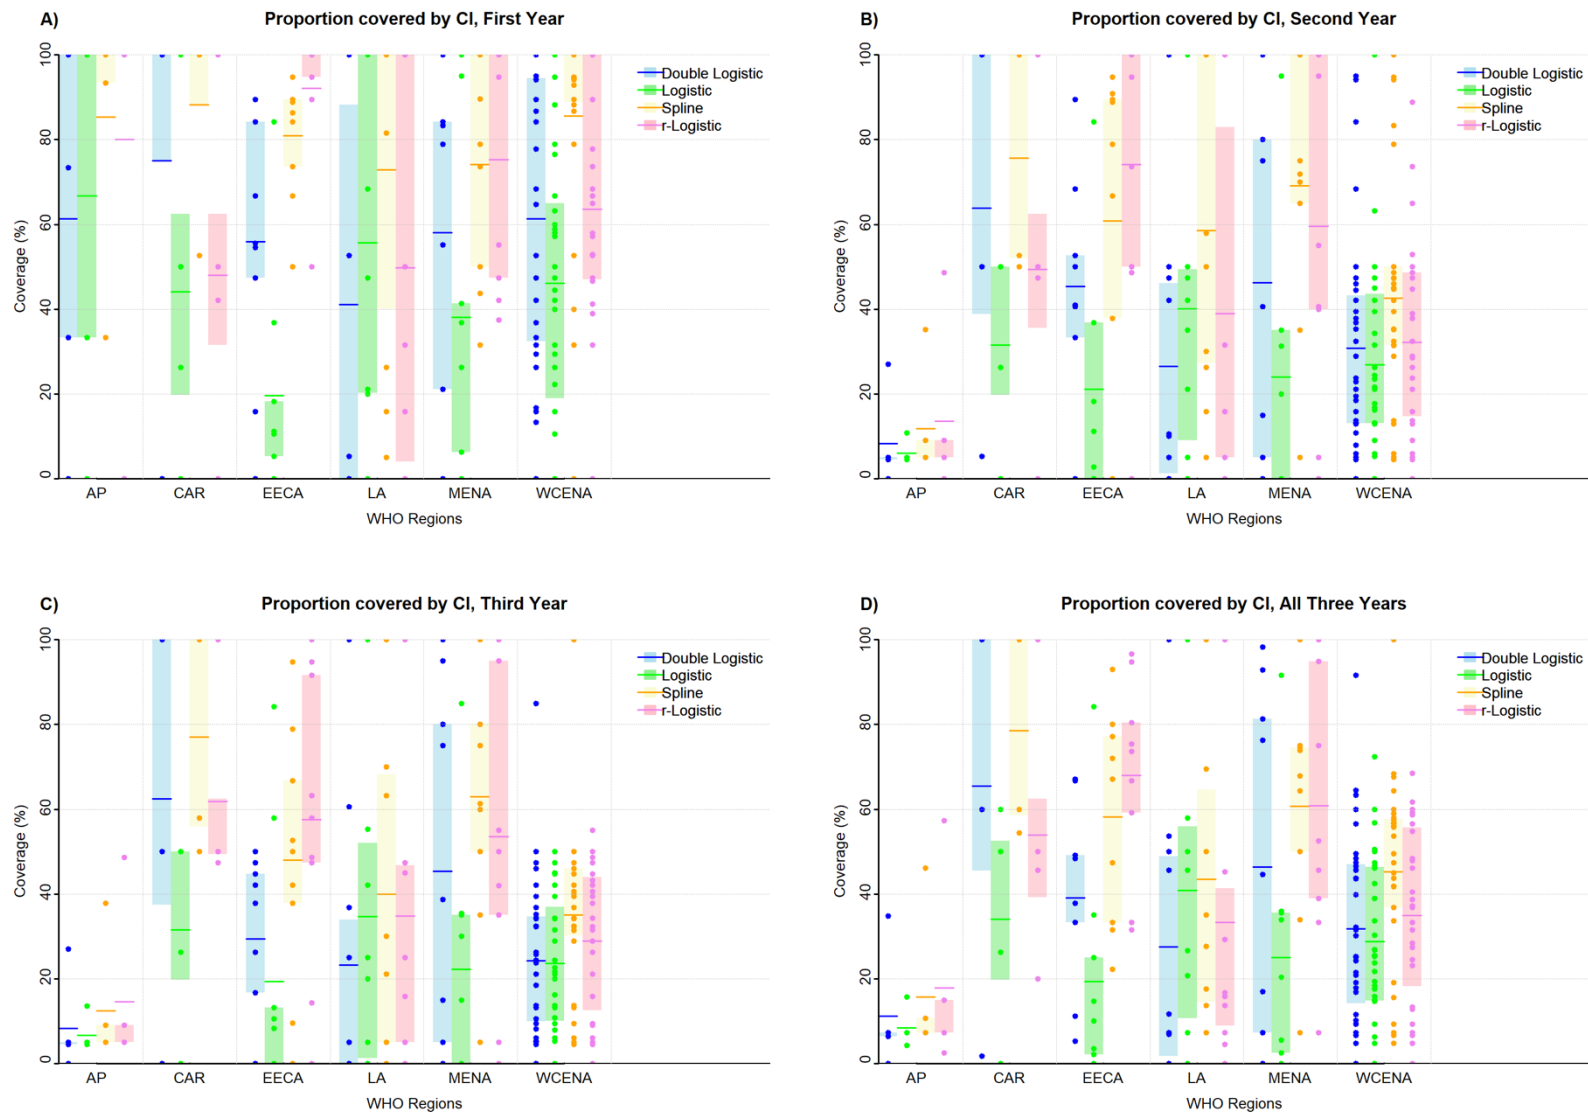 A) Proportion covered by CI, First Year
100
80
60
40
20
0
Coverage (%)
Double Logistic
Logistic
Spline
r-Logistic
AP CAR EECA LA MENA WCENA
WHO Regions
B) Proportion covered by CI, Second Year
100
80
60
40
20
0
Coverage (%)
Double Logistic
Logistic
Spline
r-Logistic
AP CAR EECA LA MENA WCENA
WHO Regions
C) Proportion covered by CI, Third Year
100
80
60
40
20
0
Coverage (%)
Double Logistic
Logistic
Spline
r-Logistic
AP CAR EECA LA MENA WCENA
WHO Regions
D) Proportion covered by CI, All Three Years
100
80
60
40
20
0
Coverage (%)
Double Logistic
Logistic
Spline
r-Logistic
AP CAR EECA LA MENA WCENA
WHO Regions